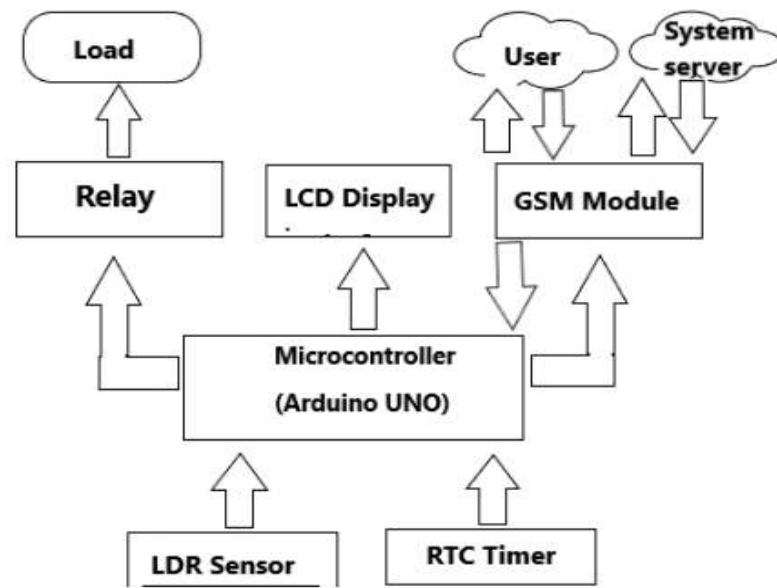 Load
User
System
server
Relay
LCD Display
GSM Module
Microcontroller
(Arduino UNO)
LDR Sensor
RTC Timer